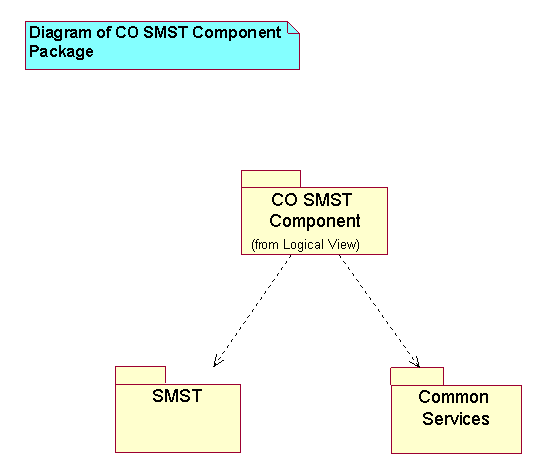 Diagram of CO SMST Component
Package
CO SMST
Component
(from Logical View)
SMST
Common
Services